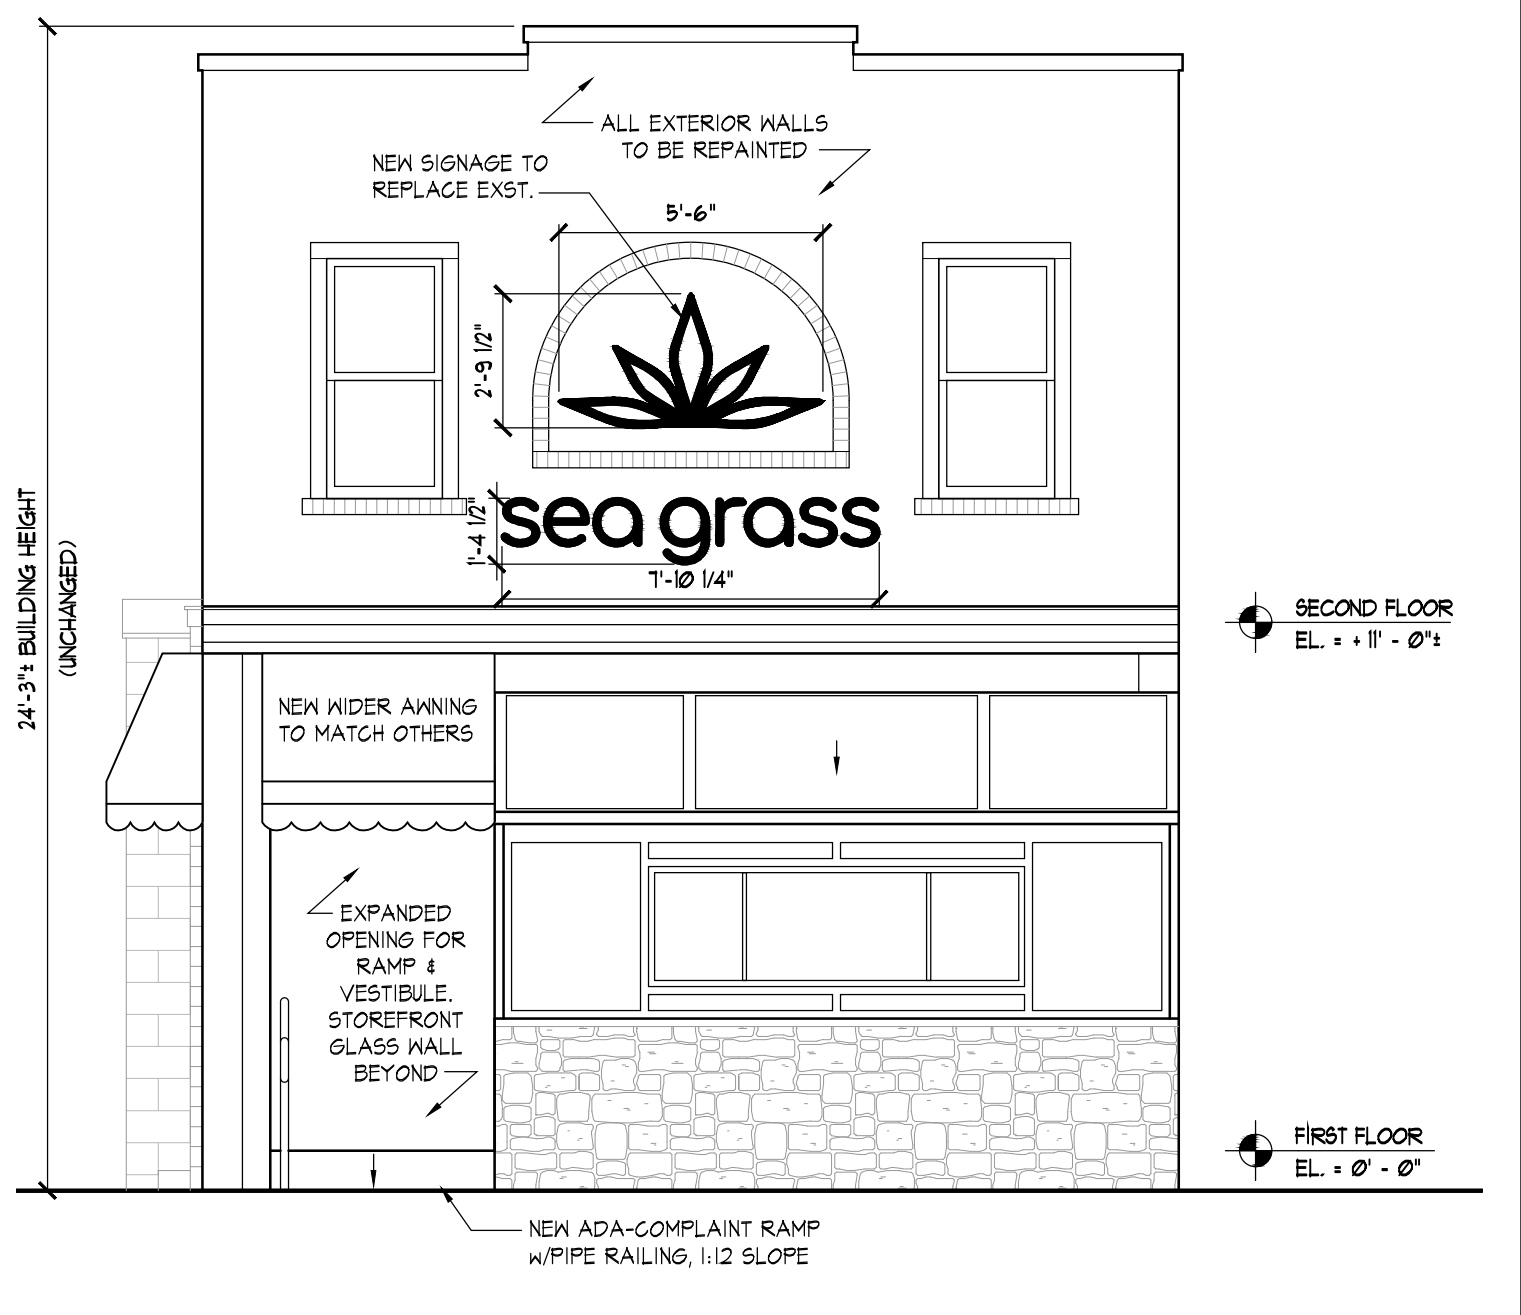 ALL EXTERIOR WALLS
TO BE REPAINTED
NEW SIGNAGE TO
REPLACE EXST.
5'-6"
2'-9 1/2"
1'-4 1/2"
sea grass
7'-10 1/4"
24'-3"± BUILDING HEIGHT
(UNCHANGED)
SECOND FLOOR
EL. = +11' - 0"±
NEW WIDER AWNING
TO MATCH OTHERS
EXPANDED
OPENING FOR
RAMP &
VESTIBULE.
STOREFRONT
GLASS WALL
BEYOND
FIRST FLOOR
EL. = 0' - 0"
NEW ADA-COMPLAINT RAMP
W/PIPE RAILING, 1:12 SLOPE